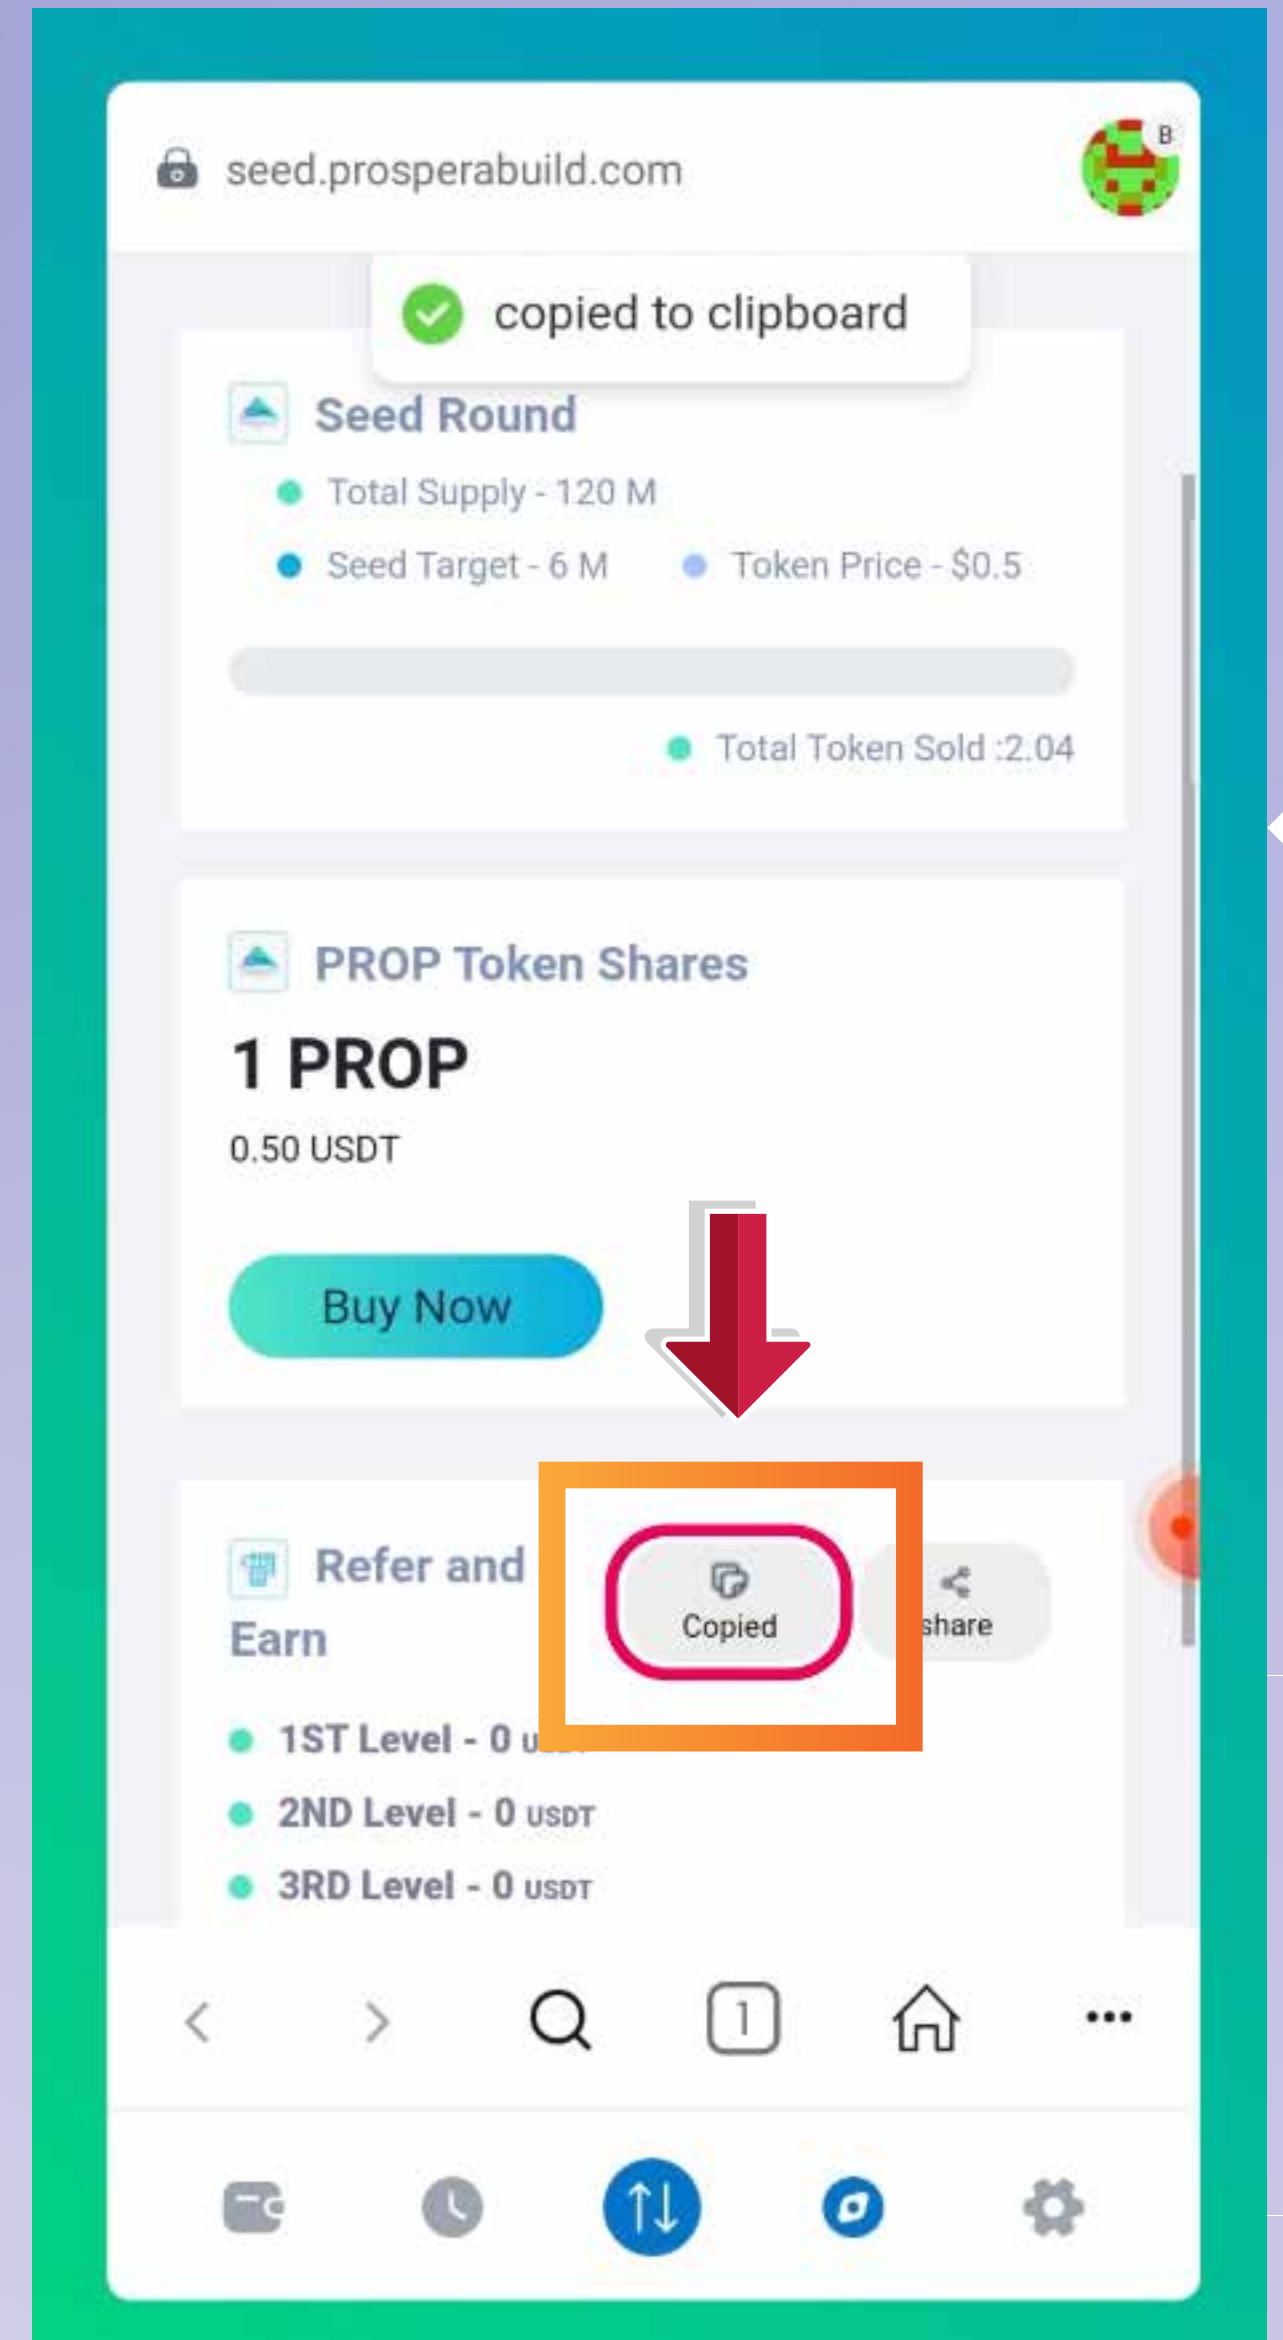 seed.prosperabuild.com
B
copied to clipboard
Seed Round
Total Supply - 120 M
Seed Target - 6 M
Token Price - $0.5
Total Token Sold :2.04
PROP Token Shares
1 PROP
0.50 USDT
Buy Now
Refer and
Earn
Copied
share
1ST Level - 0
2ND Level - 0 USDT
3RD Level - 0 USDT
1